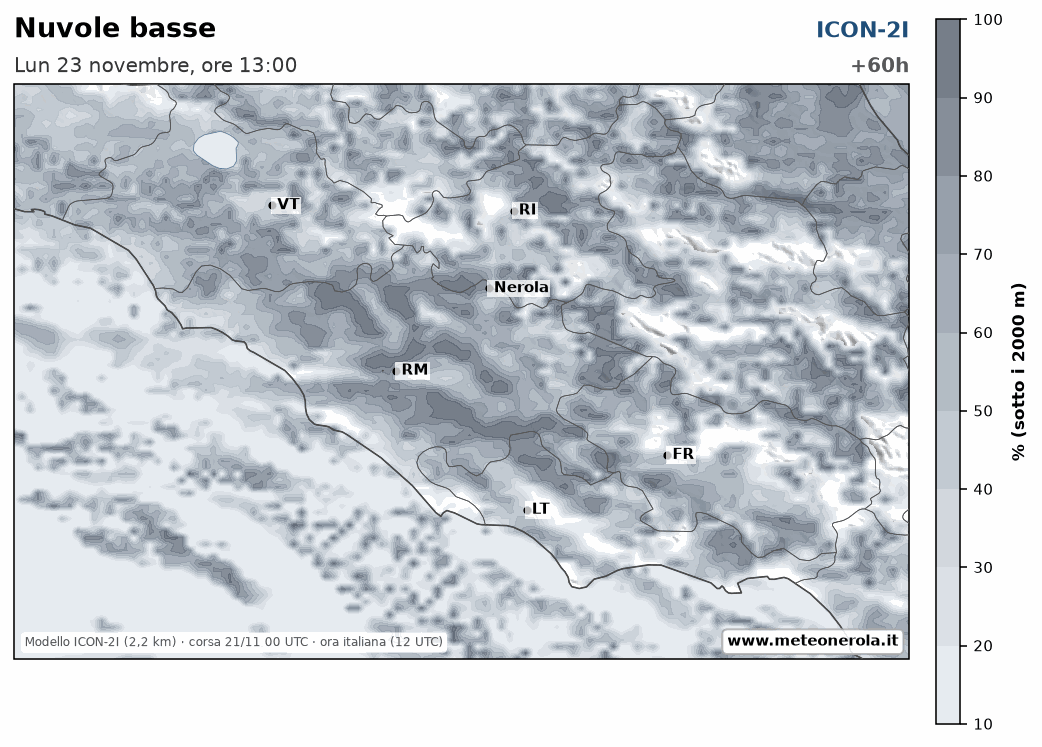 Nuvole basse
ICON-2I
Lun 23 novembre, ore 13:00
+60h
VT
RI
Nerola
RM
FR
LT
Modello ICON-2I (2,2 km) · corsa 21/11 00 UTC · ora italiana (12 UTC)
www.meteonerola.it
100
90
80
70
60
50
40
30
20
10
% (sotto i 2000 m)